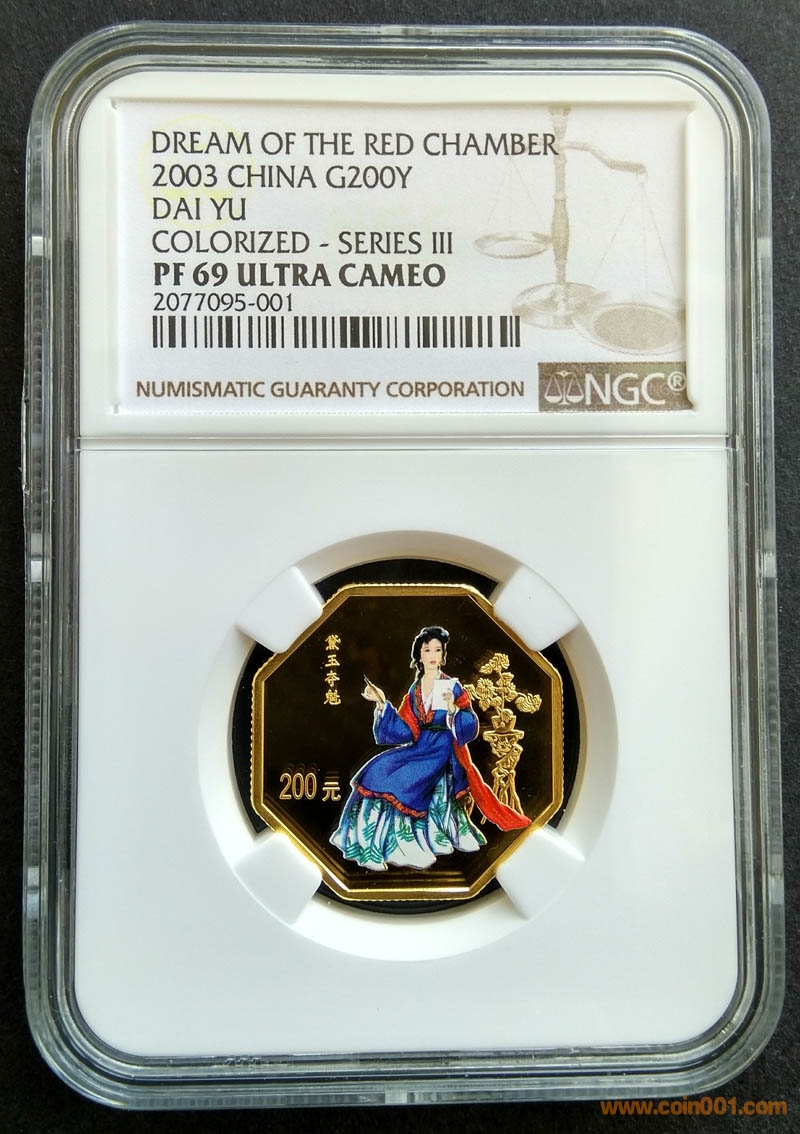 DREAM OF THE RED CHAMBER
2003 CHINA G200Y
DAI YU
COLORIZED - SERIES III
PF 69 ULTRA CAMEO
2077095-001
NUMISMATIC GUARANTY CORPORATION
NGC®
黛玉夺魁
200元
www.coin001.com